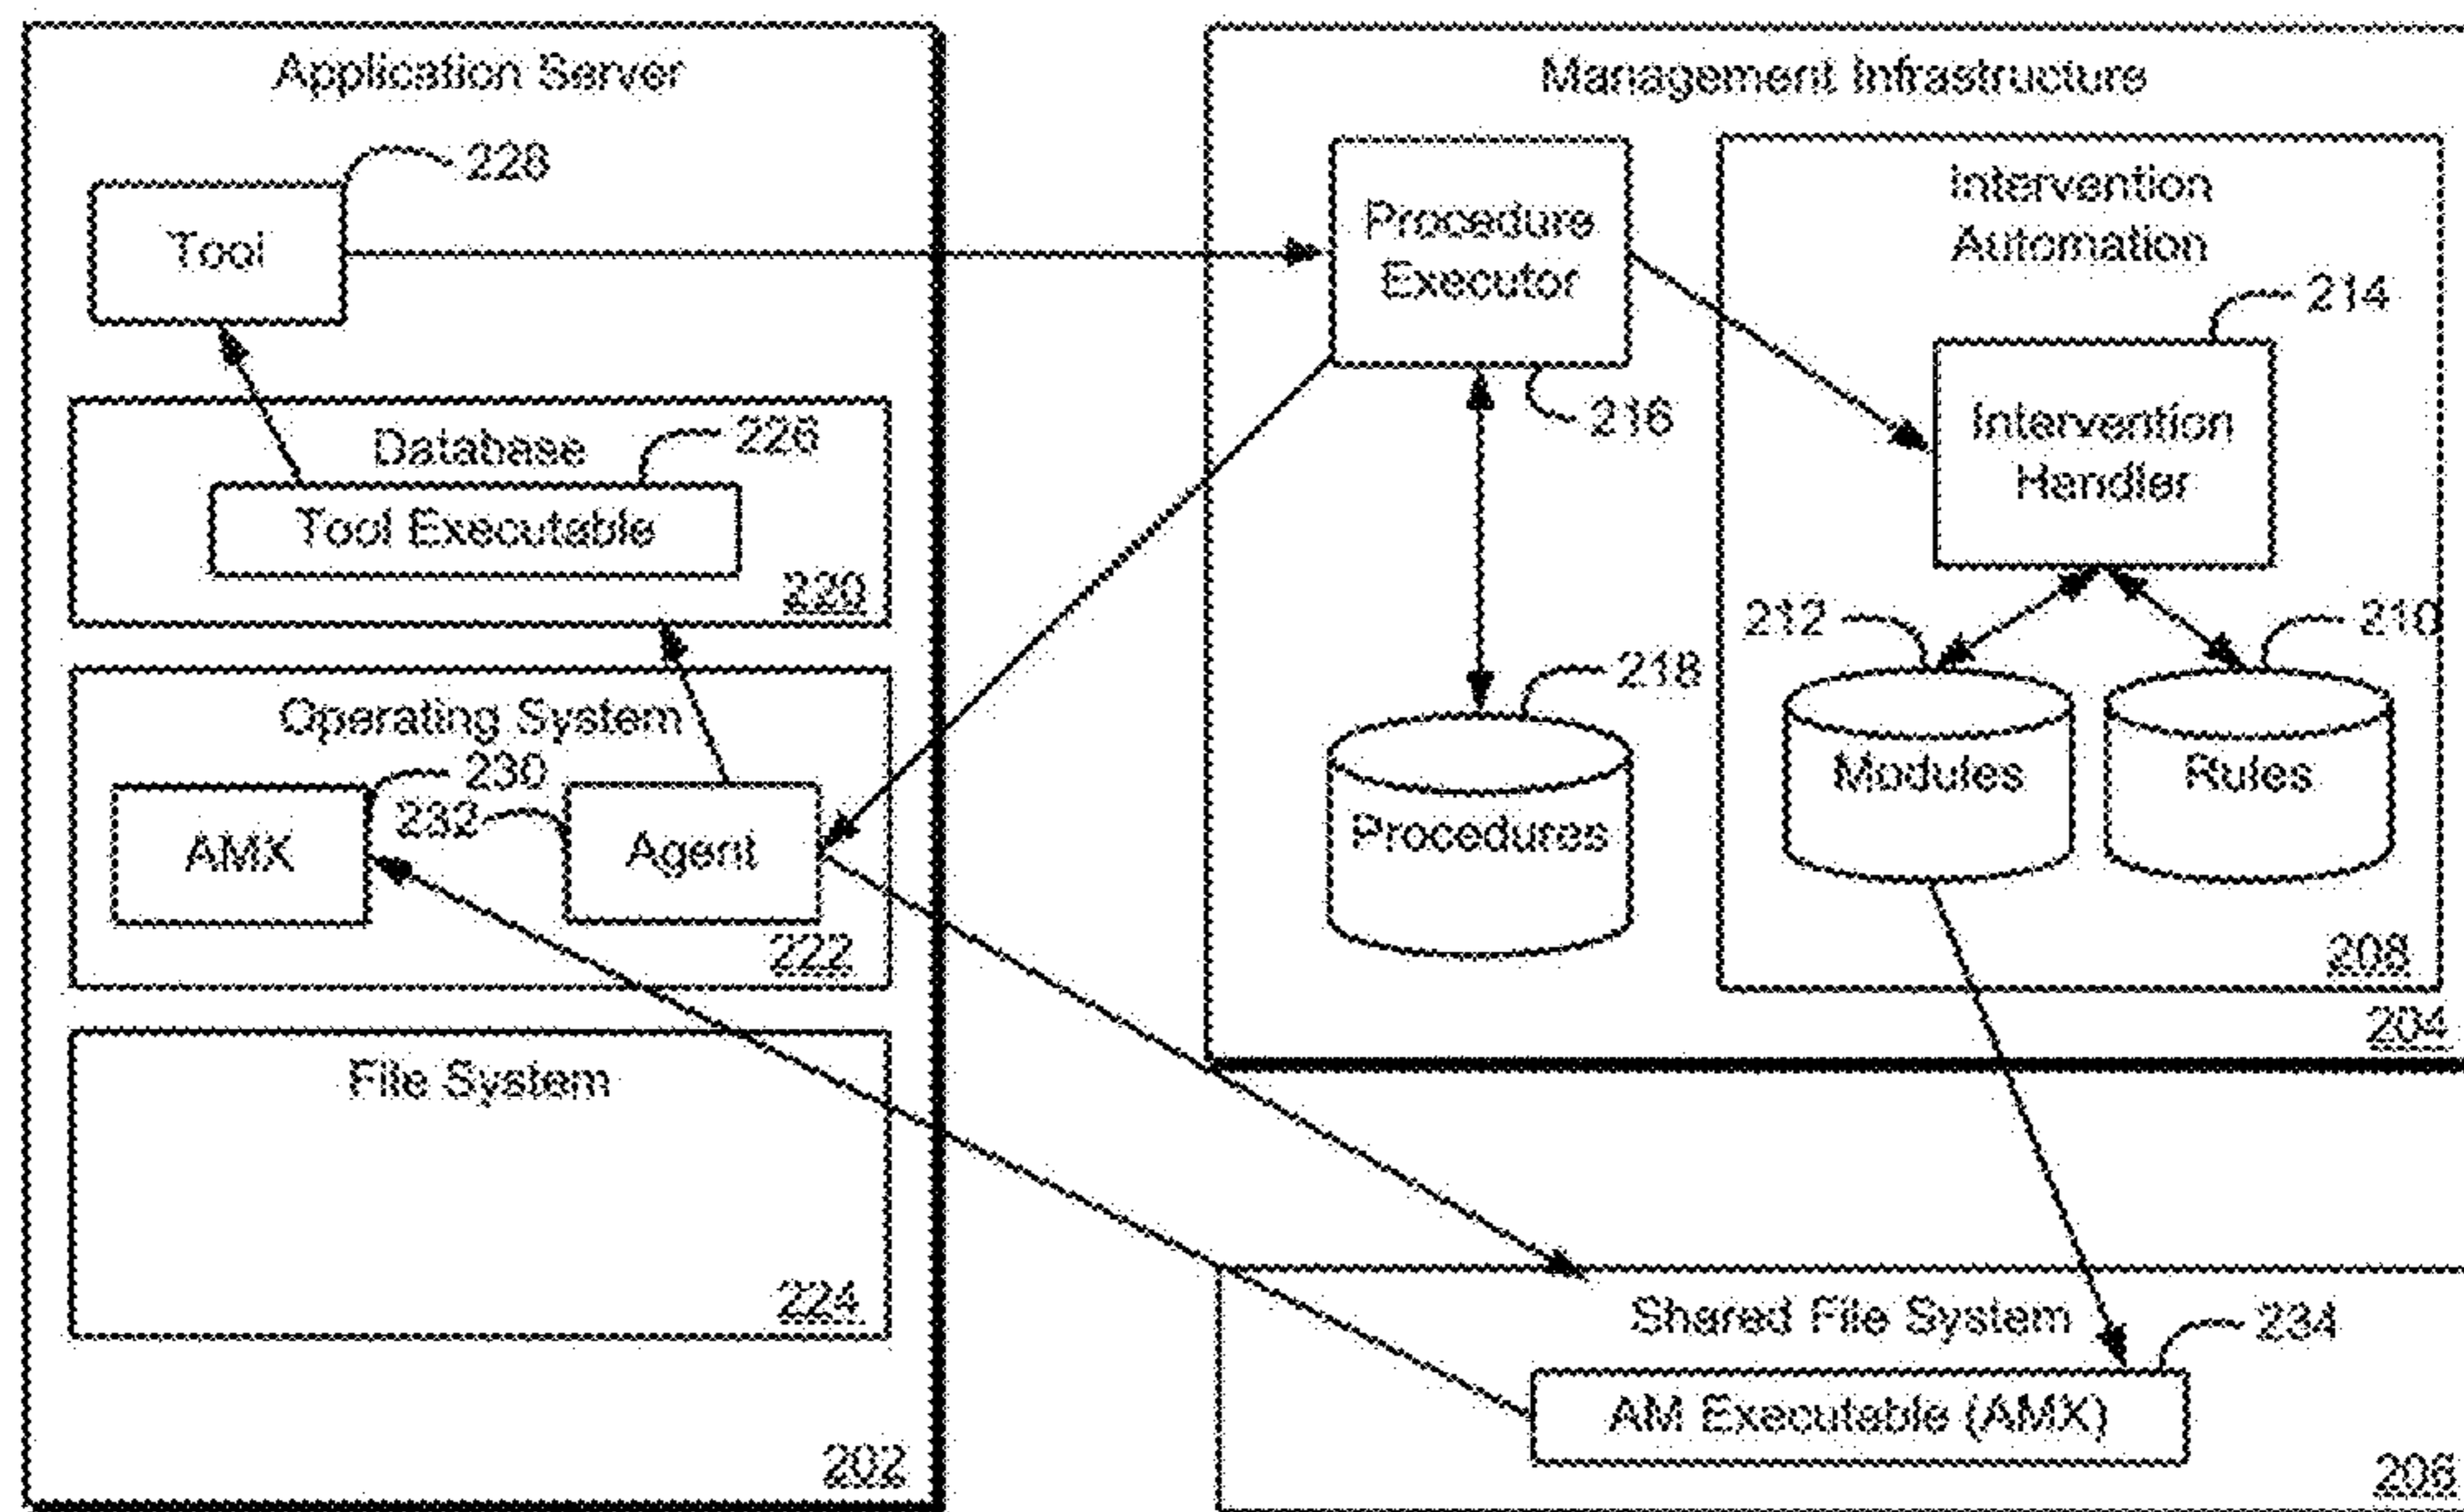 Application Server
228
Tool
Database
226
Tool Executable
220
Operating System
230
232
AMX
Agent
222
File System
224
202
Management Infrastructure
Procedure
Executor
216
218
Procedures
Intervention
Automation
214
Intervention
Handler
212
210
Modules
Rules
208
204
Shared File System
234
AM Executable (AMX)
206